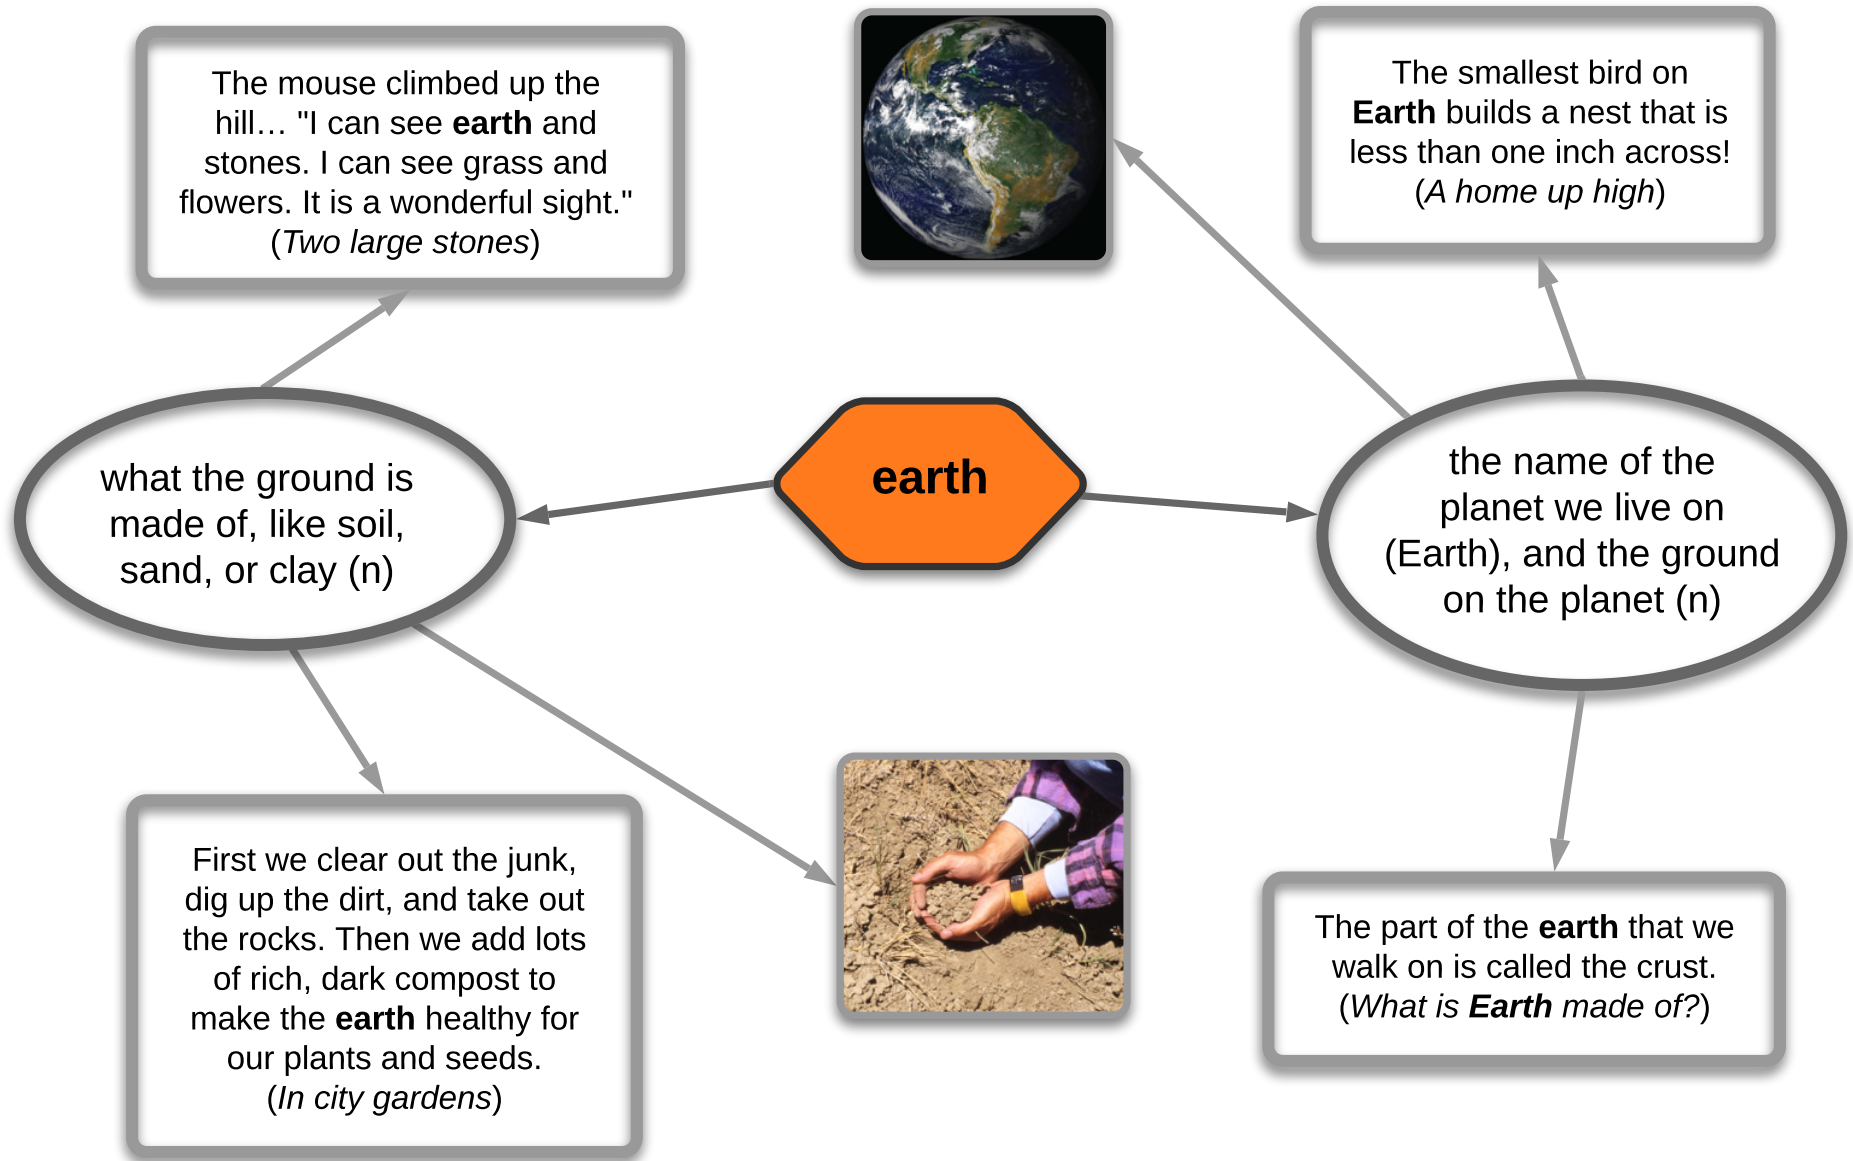 The mouse climbed up the
hill… "I can see earth and
stones. I can see grass and
flowers. It is a wonderful sight."
(Two large stones)
The smallest bird on
Earth builds a nest that is
less than one inch across!
(A home up high)
what the ground is
made of, like soil,
sand, or clay (n)
earth
the name of the
planet we live on
(Earth), and the ground
on the planet (n)
First we clear out the junk,
dig up the dirt, and take out
the rocks. Then we add lots
of rich, dark compost to
make the earth healthy for
our plants and seeds.
(In city gardens)
The part of the earth that we
walk on is called the crust.
(What is Earth made of?)